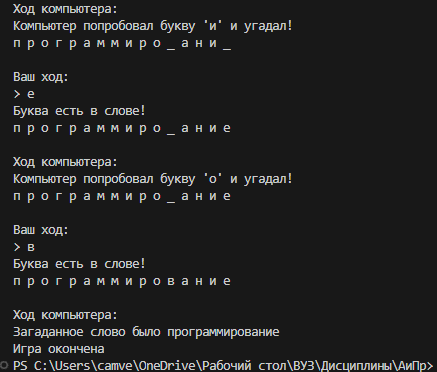 Ход компьютера:
Компьютер попробовал букву 'и' и угадал!
п р о г р а м м и р о _ а н и _
Ваш ход:
> е
Буква есть в слове!
п р о г р а м м и р о _ а н и е
Ход компьютера:
Компьютер попробовал букву 'о' и угадал!
п р о г р а м м и р о _ а н и е
Ваш ход:
> в
Буква есть в слове!
п р о г р а м м и р о в а н и е
Ход компьютера:
Загаданное слово было программирование
Игра окончена
PS C:\Users\camve\OneDrive\Рабочий стол\ВУЗ\Дисциплины\АиПр>